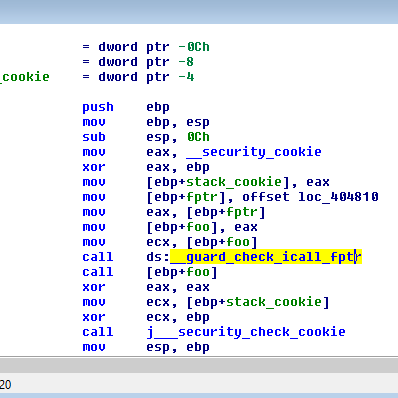 = dword ptr -0Ch
= dword ptr -8
_cookie = dword ptr -4
push ebp
mov ebp, esp
sub esp, 0Ch
mov eax, __security_cookie
xor eax, ebp
mov [ebp+stack_cookie], eax
mov [ebp+fptr], offset loc_404810
mov eax, [ebp+fptr]
mov [ebp+foo], eax
mov ecx, [ebp+foo]
call ds:__guard_check_icall_fptr
call [ebp+foo]
xor eax, eax
mov ecx, [ebp+stack_cookie]
xor ecx, ebp
call j___security_check_cookie
mov esp, ebp
20